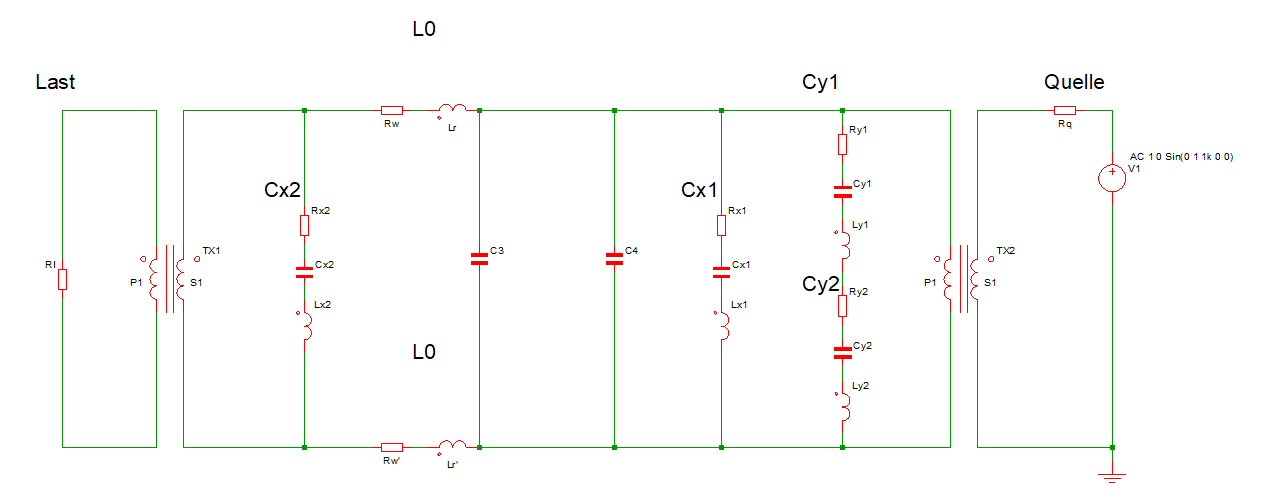 L0
Last
Cy1
Quelle
Rw
Lr
Ry1
Rq
AC 1 0 Sin(0 1 1k 0 0)
V1
Cx2
Cx1
Cy1
Rx2
Rx1
Ly1
TX1
C3
C4
TX2
Rl
Cx2
Cx1
P1
S1
Cy2
Ry2
P1
S1
Lx2
Lx1
L0
Cy2
Ly2
Rw'
Lr'